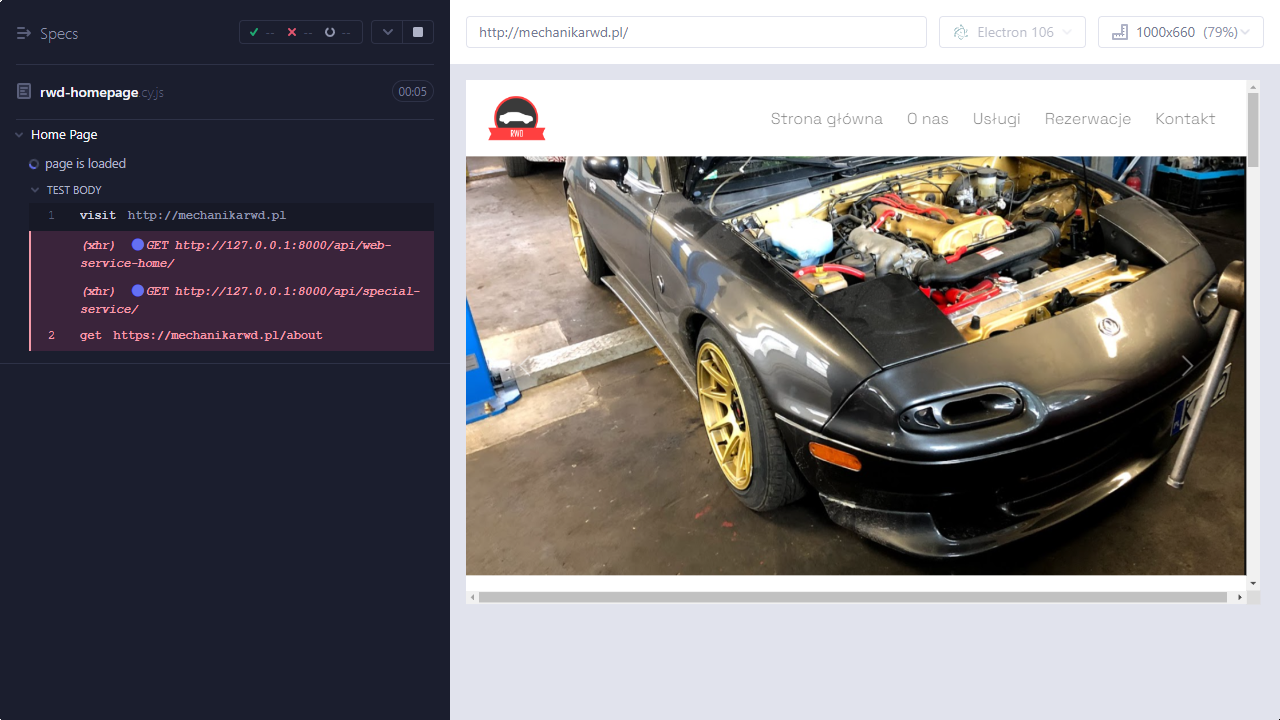 Specs -- -- --
rwd-homepage cy.js 00:05
Home Page
page is loaded
TEST BODY
1 visit http://mechanikarwd.pl
(xhr) GET http://127.0.0.1:8000/api/web-
service-home/
(xhr) GET http://127.0.0.1:8000/api/special-
service/
2 get https://mechanikarwd.pl/about
http://mechanikarwd.pl/ Electron 106 1000x660 (79%)
RWD
Strona główna O nas Usługi Rezerwacje Kontakt